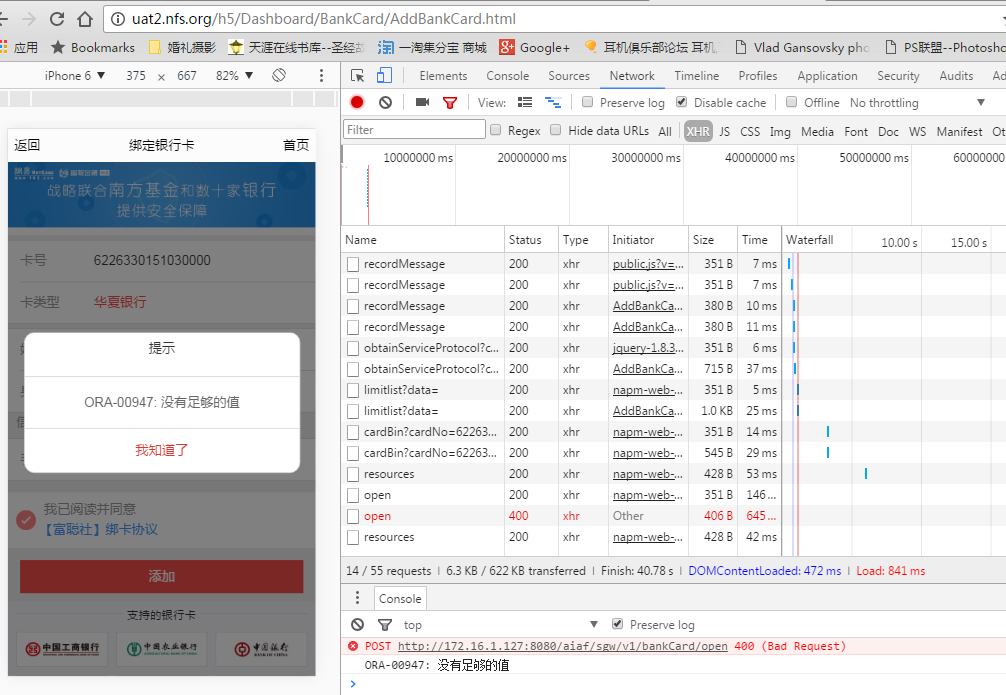 uat2.nfs.org/h5/Dashboard/BankCard/AddBankCard.html
应用 Bookmarks 婚礼摄影 天涯在线书库--圣经故 一淘集分宝 商城 Google+ 耳机俱乐部论坛 耳机 Vlad Gansovsky pho PS联盟--Photosho
iPhone 6 ▼ 375 × 667 82% ▼
Elements Console Sources Network Timeline Profiles Application Security Audits Ad
View: Preserve log Disable cache Offline No throttling ▼
Filter Regex Hide data URLs All XHR JS CSS Img Media Font Doc WS Manifest Ot
10000000 ms 20000000 ms 30000000 ms 40000000 ms 50000000 ms 60000000
返回 绑定银行卡 首页
战略联合南方基金和数十家银行
提供安全保障
卡号 6226330151030000
卡类型 华夏银行
提示
ORA-00947: 没有足够的值
我知道了
我已阅读并同意
【富聪社】绑卡协议
添加
支持的银行卡
中国工商银行 中国农业银行 中国银行
AGRICULTURAL BANK OF CHINA BANK OF CHINA
Name Status Type Initiator Size Time Waterfall 10.00 s 15.00 s
recordMessage 200 xhr public.js?v=... 351 B 7 ms
recordMessage 200 xhr public.js?v=... 351 B 7 ms
recordMessage 200 xhr AddBankCa... 380 B 10 ms
recordMessage 200 xhr AddBankCa... 380 B 11 ms
obtainServiceProtocol?c... 200 xhr jquery-1.8.3... 351 B 6 ms
obtainServiceProtocol?c... 200 xhr AddBankCa... 715 B 37 ms
limitlist?data= 200 xhr napm-web-... 351 B 5 ms
limitlist?data= 200 xhr AddBankCa... 1.0 KB 25 ms
cardBin?cardNo=62263... 200 xhr napm-web-... 351 B 14 ms
cardBin?cardNo=62263... 200 xhr napm-web-... 545 B 29 ms
resources 200 xhr napm-web-... 428 B 53 ms
open 200 xhr napm-web-... 351 B 146...
open 400 xhr Other 406 B 645...
resources 200 xhr napm-web-... 428 B 42 ms
14 / 55 requests | 6.3 KB / 622 KB transferred | Finish: 40.78 s | DOMContentLoaded: 472 ms | Load: 841 ms
Console
top ▼ Preserve log
POST http://172.16.1.127:8080/aiaf/sgw/v1/bankCard/open 400 (Bad Request)
ORA-00947: 没有足够的值